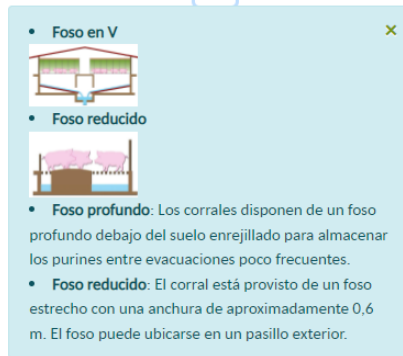 • Foso en V
×
• Foso reducido
• Foso profundo: Los corrales disponen de un foso
profundo debajo del suelo enrejillado para almacenar
los purines entre evacuaciones poco frecuentes.
• Foso reducido: El corral está provisto de un foso
estrecho con una anchura de aproximadamente 0,6
m. El foso puede ubicarse en un pasillo exterior.